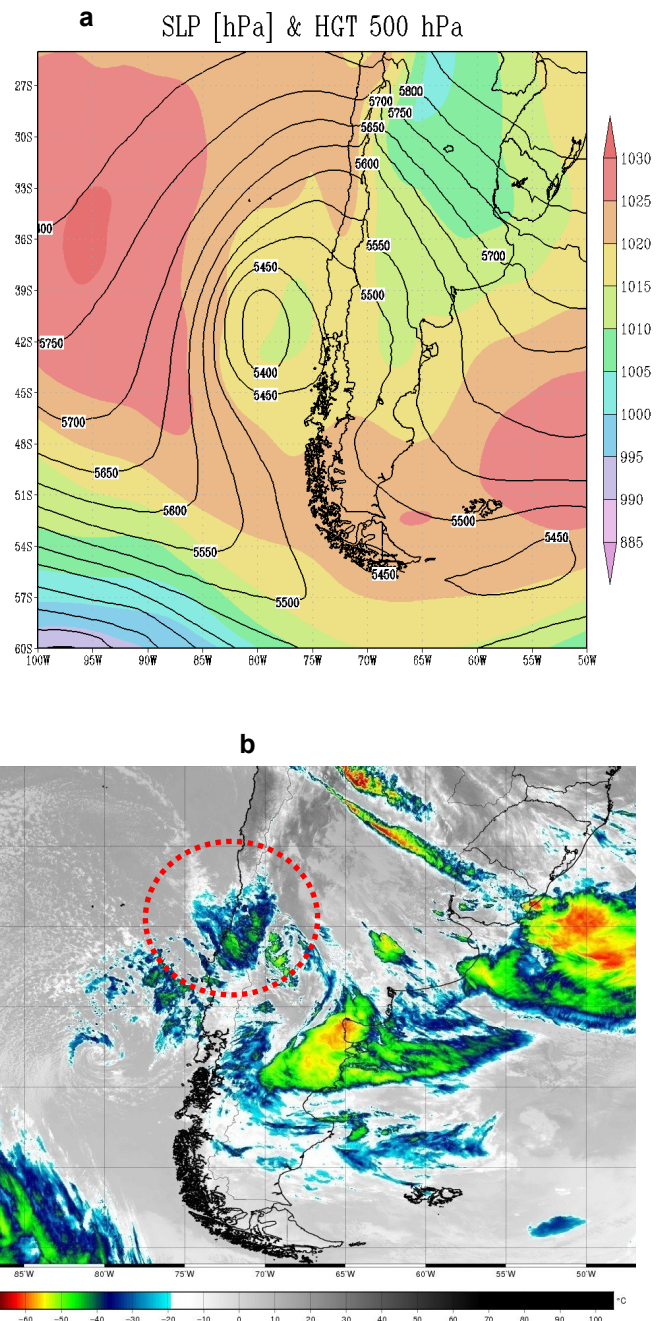 a
SLP [hPa] & HGT 500 hPa
27S
30S
33S
36S
39S
42S
45S
48S
51S
54S
57S
60S
5800
5700
5750
5650
5600
5550
5700
5500
5450
5400
5450
400
5750
5700
5650
5600
5550
5500
5500
5450
5450
1030
1020
1015
1010
1005
1000
995
990
885
100W 95W 90W 85W 80W 75W 70W 65W 60W 55W 50W
b
85°W 80°W 75°W 70°W 65°W 60°W 55°W 50°W
°C
−60 −50 −40 −30 −20 −10 0 10 20 30 40 50 60 70 80 90 100